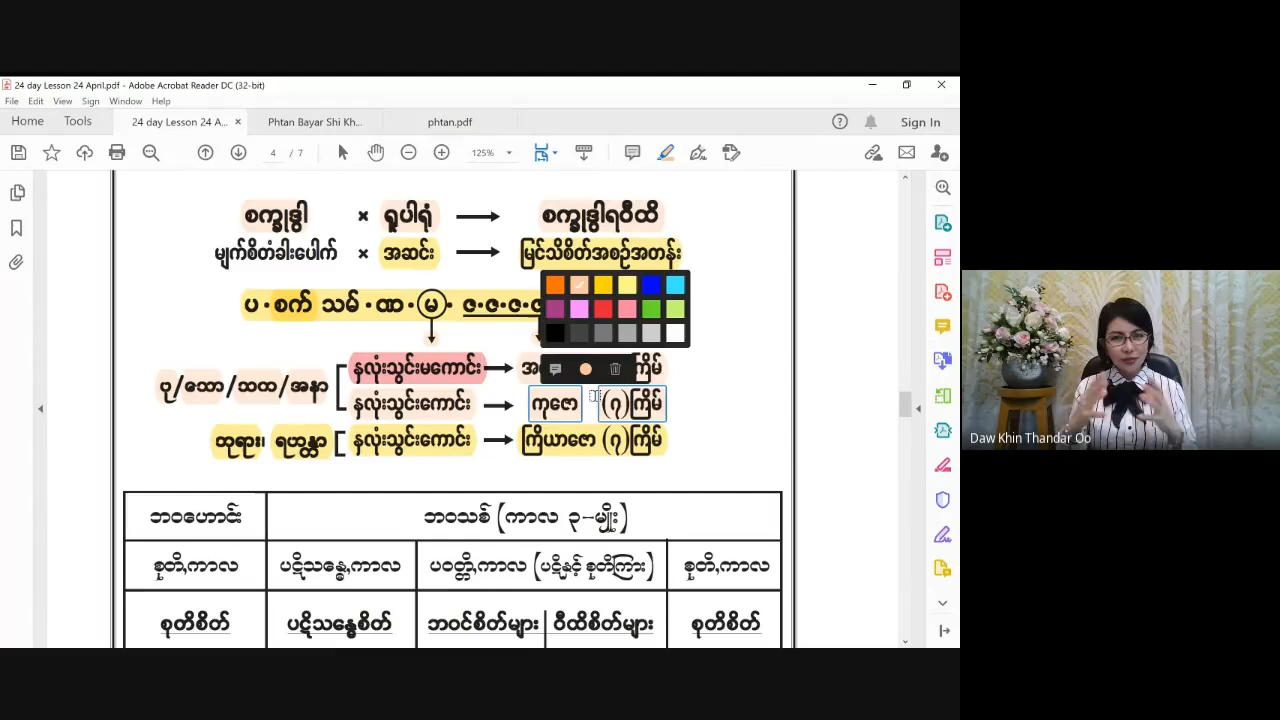 24 day Lesson 24 April.pdf - Adobe Acrobat Reader DC (32-bit)
File Edit View Sign Window Help
Home Tools 24 day Lesson 24 A... × Phtan Bayar Shi Kh... phtan.pdf Sign In
4 / 7 125%
စက္ခုဒွါ × ရူပါရုံ → စက္ခုဒွါရဝီထိ
မျက်စိတံခါးပေါက် × အဆင်း → မြင်သိစိတ်အစဉ်အတန်း
ပ · စက် သမ် · ဏ · မ · ဇ · ဇ · ဇ · ဇ
နှလုံးသွင်းမကောင်း → ကြိမ်
ပု/သော/သထ/အနာ
နှလုံးသွင်းကောင်း → ကုဇော (၇)ကြိမ်
ဘုရား၊ ရဟန္တာ နှလုံးသွင်းကောင်း → ကြိယာဇော (၇)ကြိမ်
ဘဝဟောင်း ဘဝသစ် (ကာလ ၃-မျိုး)
စုတိ,ကာလ ပဋိသန္ဓေ,ကာလ ပဝတ္တိ,ကာလ (ပဋိနှင့် စုတိကြား) စုတိ,ကာလ
စုတိစိတ် ပဋိသန္ဓေစိတ် ဘဝင်စိတ်များ ဝီထိစိတ်များ စုတိစိတ်
Daw Khin Thandar Oo